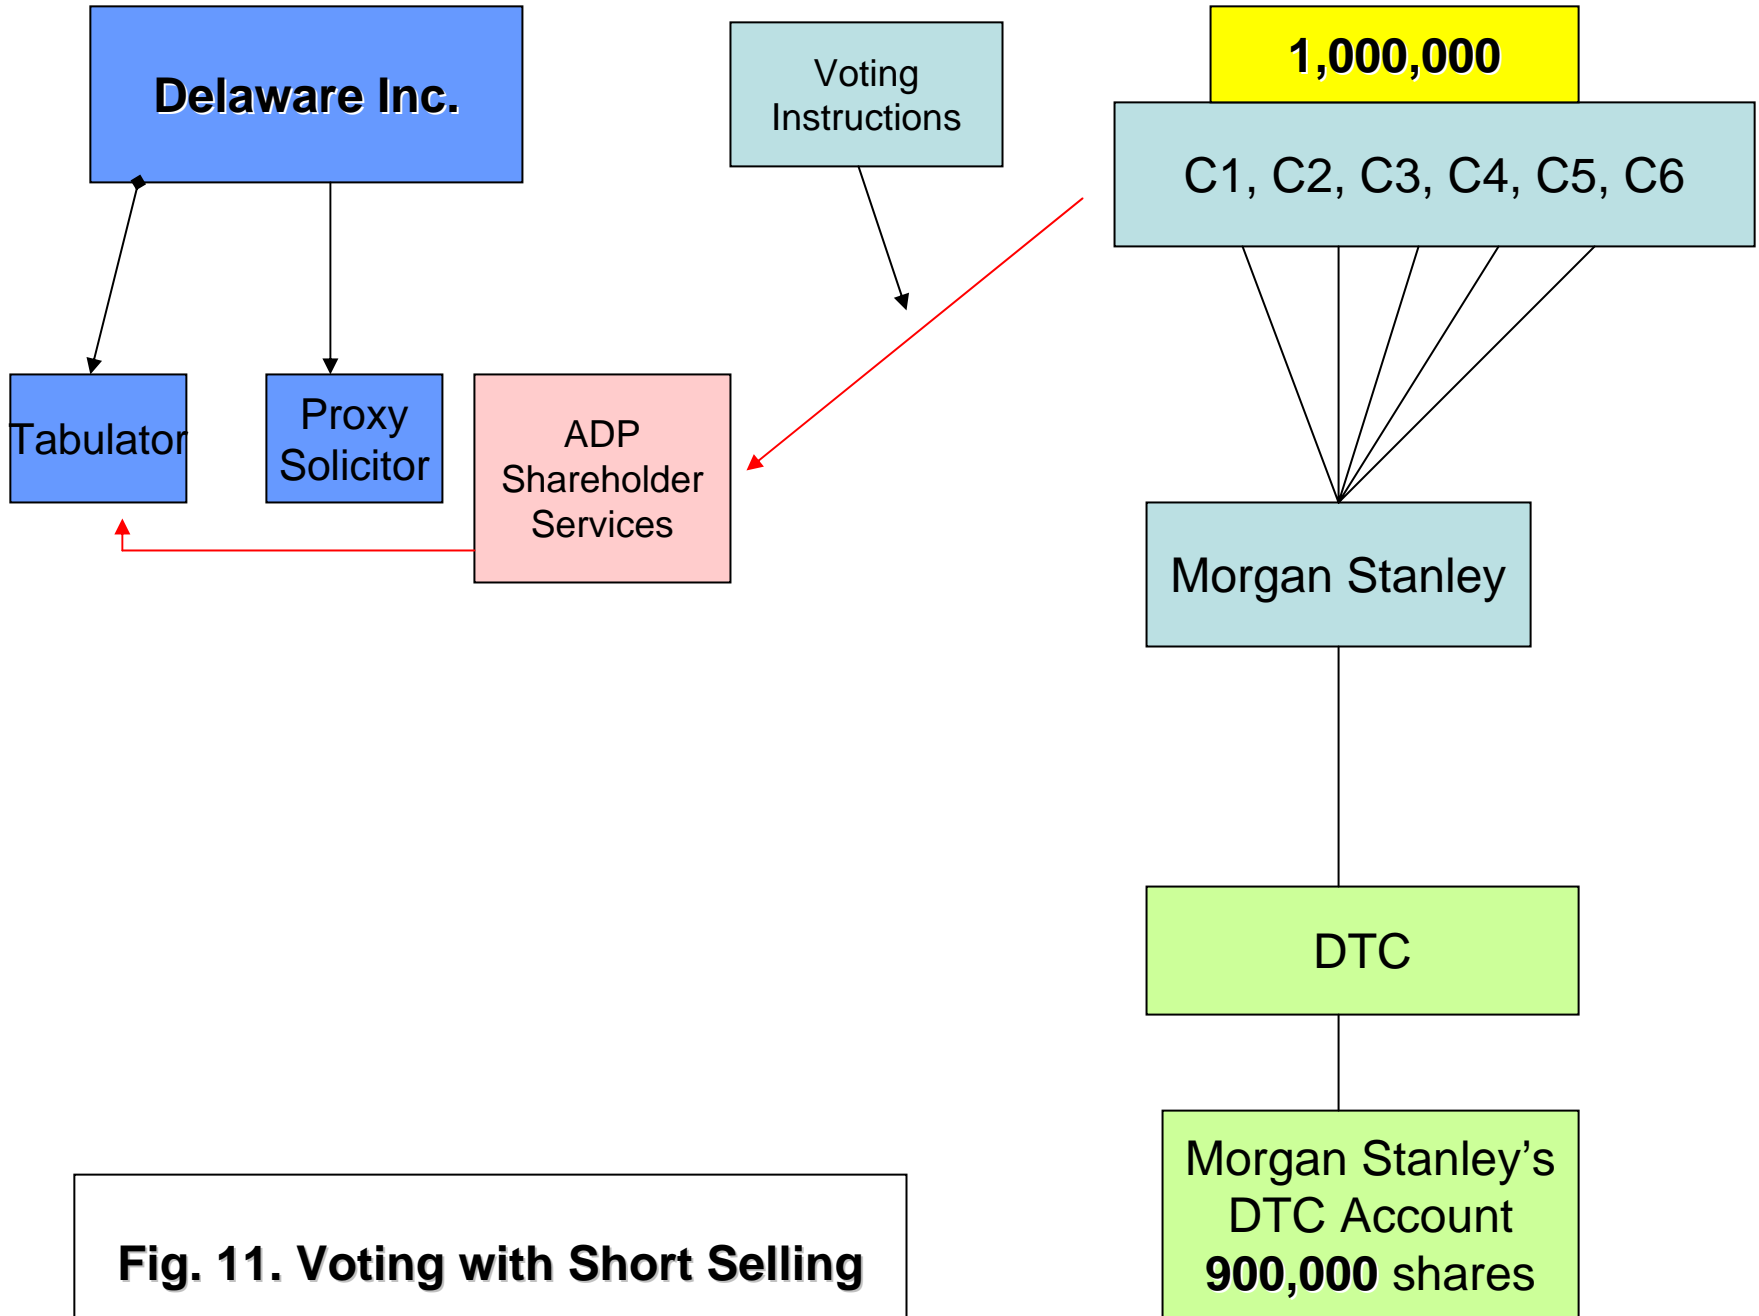 Delaware Inc.
Voting
Instructions
1,000,000
C1, C2, C3, C4, C5, C6
Tabulator
Proxy
Solicitor
ADP
Shareholder
Services
Morgan Stanley
DTC
Morgan Stanley’s
DTC Account
900,000 shares
Fig. 11. Voting with Short Selling